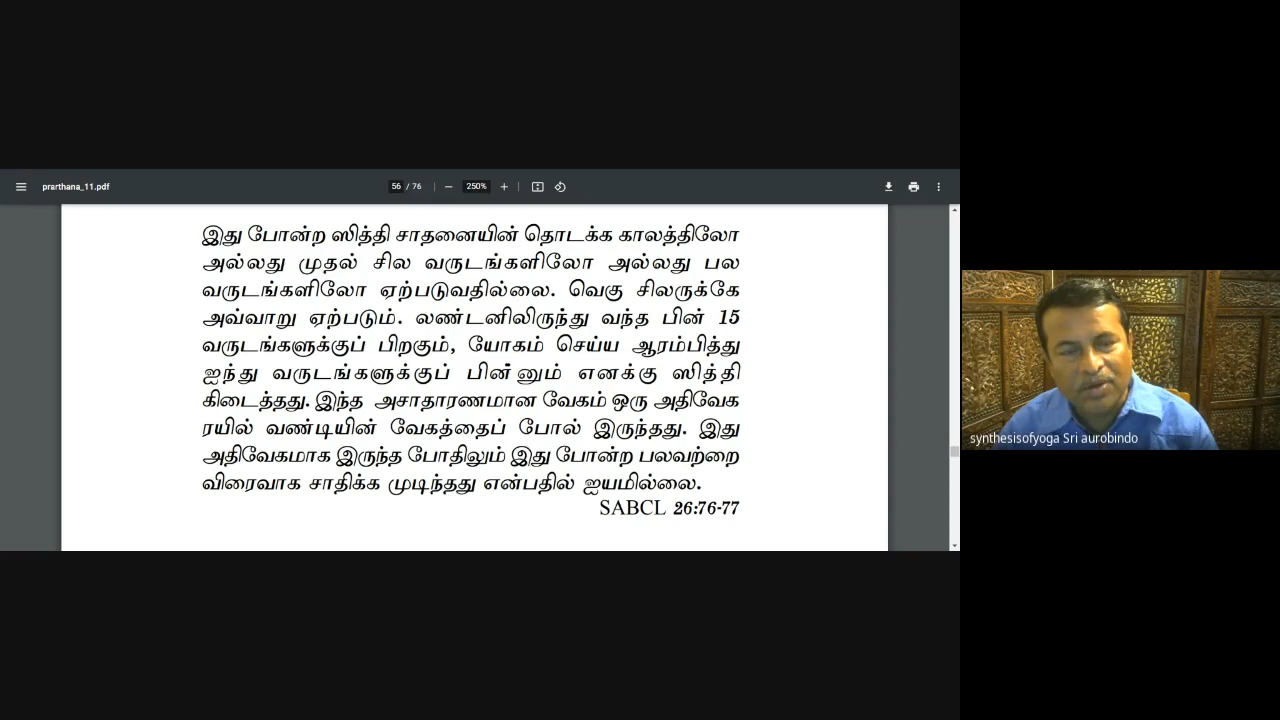 prarthana_11.pdf
56 / 76
250%
இது போன்ற ஸித்தி சாதனையின் தொடக்க காலத்திலோ
அல்லது முதல் சில வருடங்களிலோ அல்லது பல
வருடங்களிலோ ஏற்படுவதில்லை. வெகு சிலருக்கே
அவ்வாறு ஏற்படும். லண்டனிலிருந்து வந்த பின் 15
வருடங்களுக்குப் பிறகும், யோகம் செய்ய ஆரம்பித்து
ஐந்து வருடங்களுக்குப் பின்னும் எனக்கு ஸித்தி
கிடைத்தது. இந்த அசாதாரணமான வேகம் ஒரு அதிவேக
ரயில் வண்டியின் வேகத்தைப் போல் இருந்தது. இது
அதிவேகமாக இருந்த போதிலும் இது போன்ற பலவற்றை
விரைவாக சாதிக்க முடிந்தது என்பதில் ஐயமில்லை.
SABCL 26:76-77
synthesisofyoga Sri aurobindo